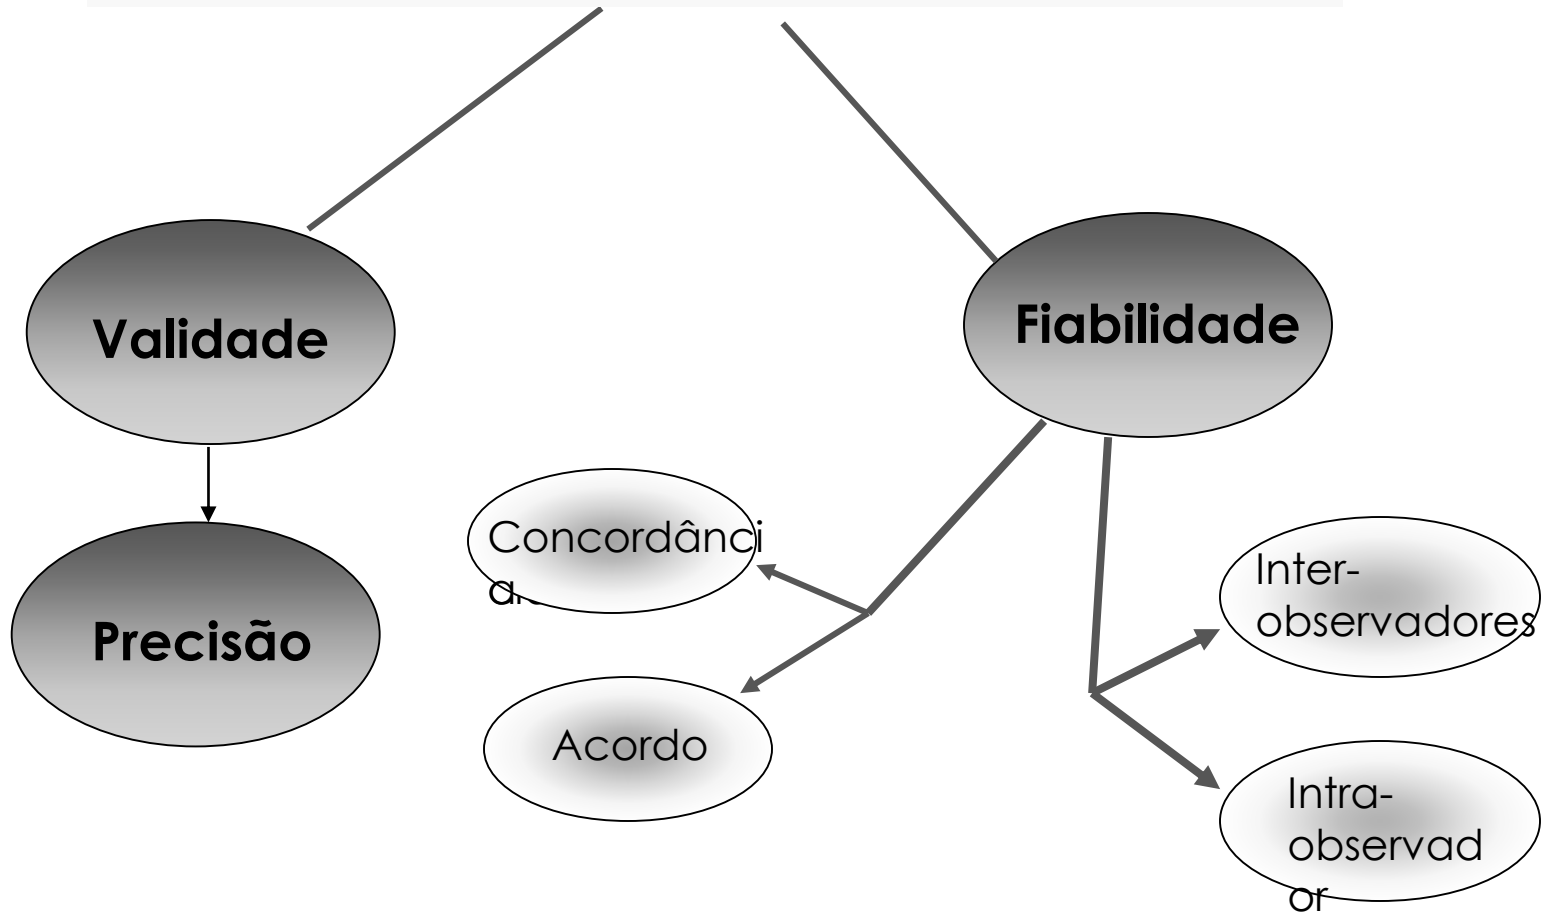 Validade
Fiabilidade
Precisão
Concordânci
Acordo
Inter-
observadores
Intra-
observad
or